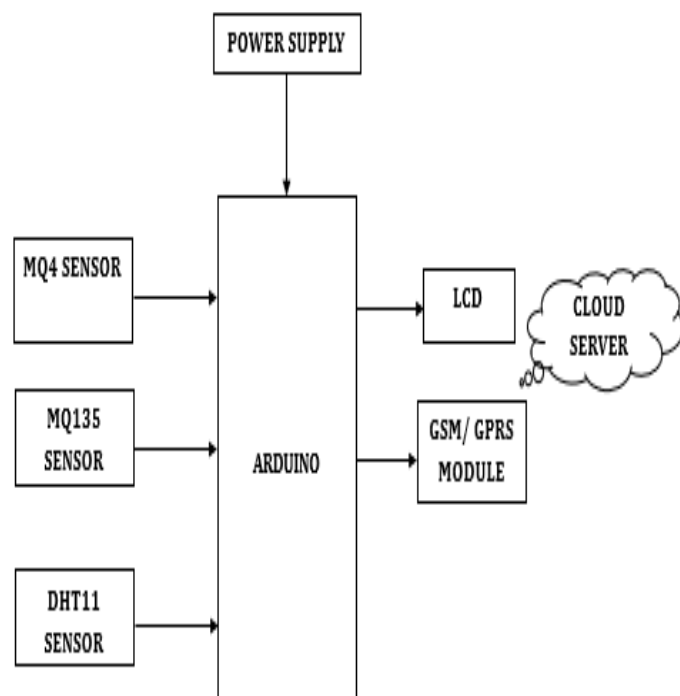 POWER SUPPLY
MQ4 SENSOR
LCD
CLOUD
SERVER
MQ135
SENSOR
ARDUINO
GSM/ GPRS
MODULE
DHT11
SENSOR